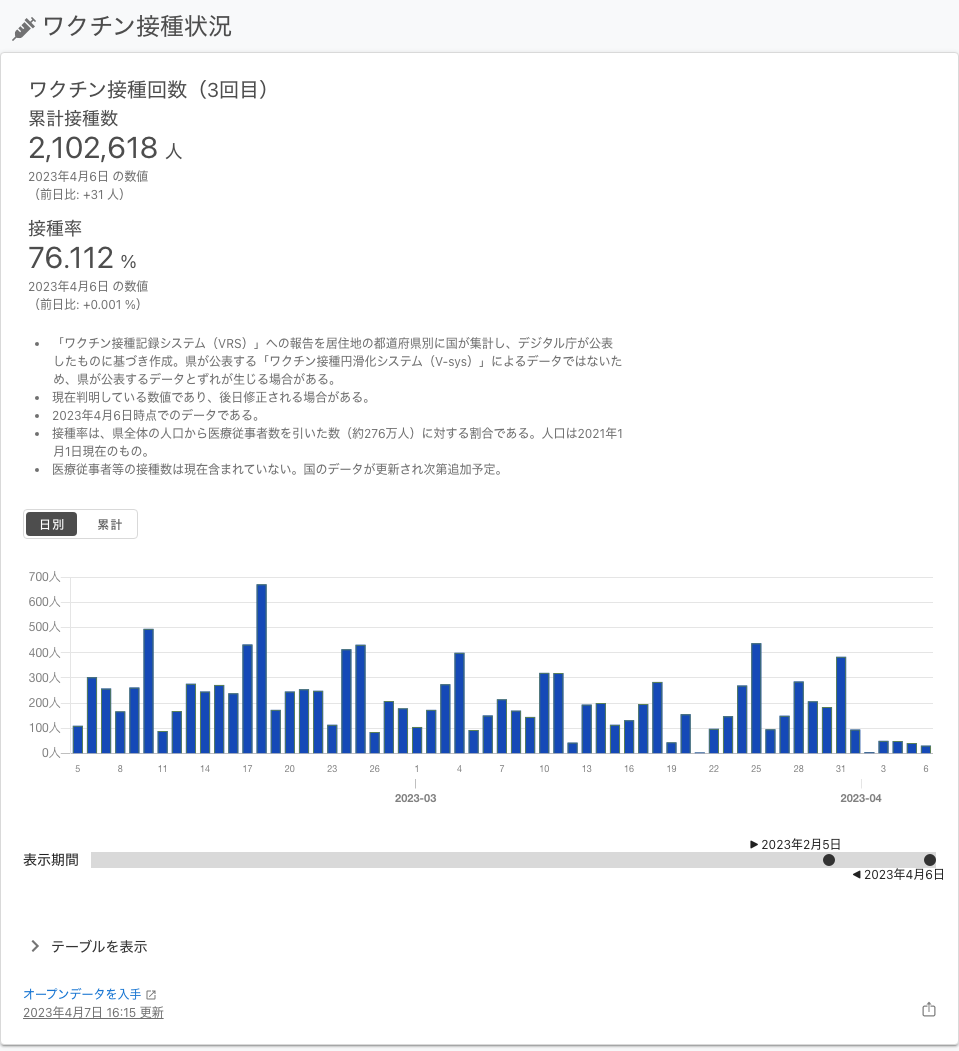 ワクチン接種状況
ワクチン接種回数（3回目）
累計接種数
2,102,618 人
2023年4月6日 の数値
（前日比: +31 人）
接種率
76.112 %
2023年4月6日 の数値
（前日比: +0.001 %）
• 「ワクチン接種記録システム（VRS）」への報告を居住地の都道府県別に国が集計し、デジタル庁が公表
したものに基づき作成。県が公表する「ワクチン接種円滑化システム（V-sys）」によるデータではないた
め、県が公表するデータとずれが生じる場合がある。
• 現在判明している数値であり、後日修正される場合がある。
• 2023年4月6日時点でのデータである。
• 接種率は、県全体の人口から医療従事者数を引いた数（約276万人）に対する割合である。人口は2021年1
月1日現在のもの。
• 医療従事者等の接種数は現在含まれていない。国のデータが更新され次第追加予定。
日別 累計
700人
600人
500人
400人
300人
200人
100人
0人
5 8 11 14 17 20 23 26 1 4 7 10 13 16 19 22 25 28 31 3 6
2023-03 2023-04
▶ 2023年2月5日
表示期間
◀ 2023年4月6日
テーブルを表示
オープンデータを入手
2023年4月7日 16:15 更新